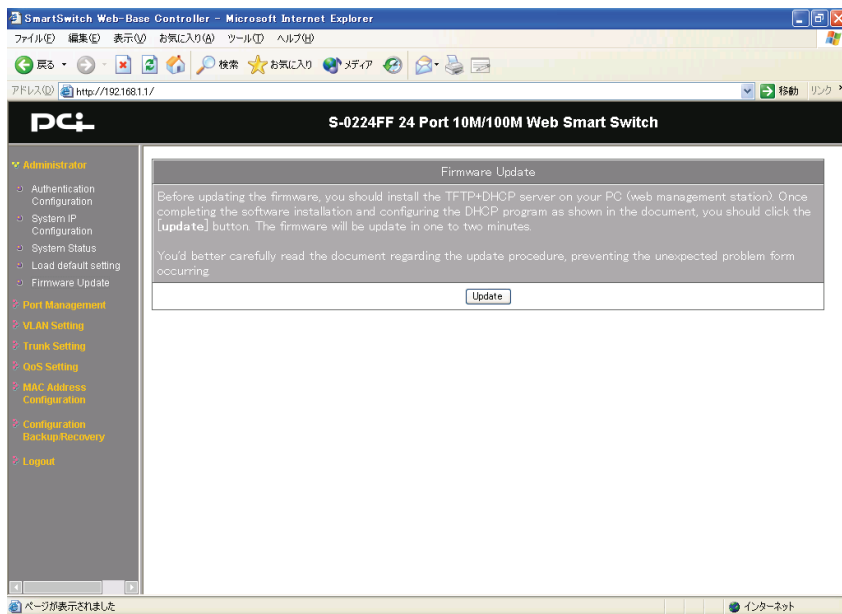 SmartSwitch Web-Base Controller - Microsoft Internet Explorer
ファイル(F) 編集(E) 表示(V) お気に入り(A) ツール(T) ヘルプ(H)
戻る 検索 お気に入り メディア
アドレス(D) http://192.168.1.1/ 移動 リンク »
PCi
S-0224FF 24 Port 10M/100M Web Smart Switch
Administrator
Authentication
Configuration
System IP
Configuration
System Status
Load default setting
Firmware Update
Port Management
VLAN Setting
Trunk Setting
QoS Setting
MAC Address
Configuration
Configuration
Backup/Recovery
Logout
Firmware Update
Before updating the firmware, you should install the TFTP+DHCP server on your PC (web management station). Once
completing the software installation and configuring the DHCP program as shown in the document, you should click the
[update] button. The firmware will be update in one to two minutes.
You'd better carefully read the document regarding the update procedure, preventing the unexpected problem form
occurring.
Update
ページが表示されました インターネット